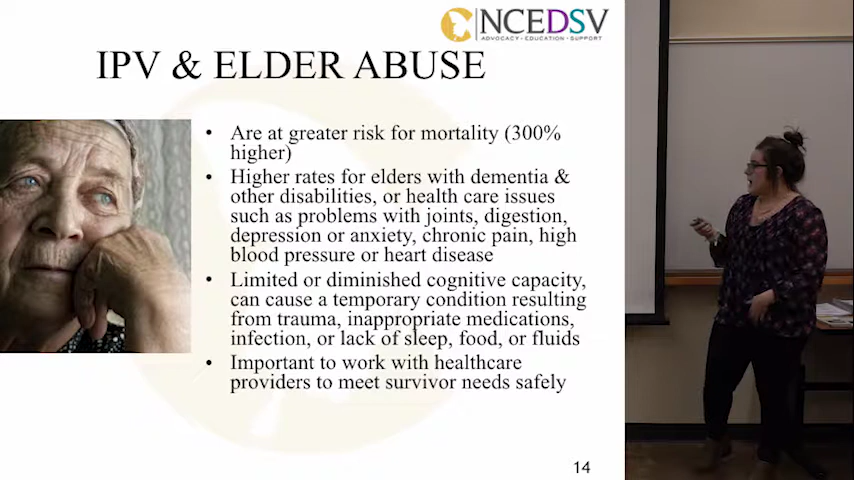 NCEDSV
ADVOCACY • EDUCATION • SUPPORT
IPV & ELDER ABUSE
• Are at greater risk for mortality (300%
higher)
• Higher rates for elders with dementia &
other disabilities, or health care issues
such as problems with joints, digestion,
depression or anxiety, chronic pain, high
blood pressure or heart disease
• Limited or diminished cognitive capacity,
can cause a temporary condition resulting
from trauma, inappropriate medications,
infection, or lack of sleep, food, or fluids
• Important to work with healthcare
providers to meet survivor needs safely
14